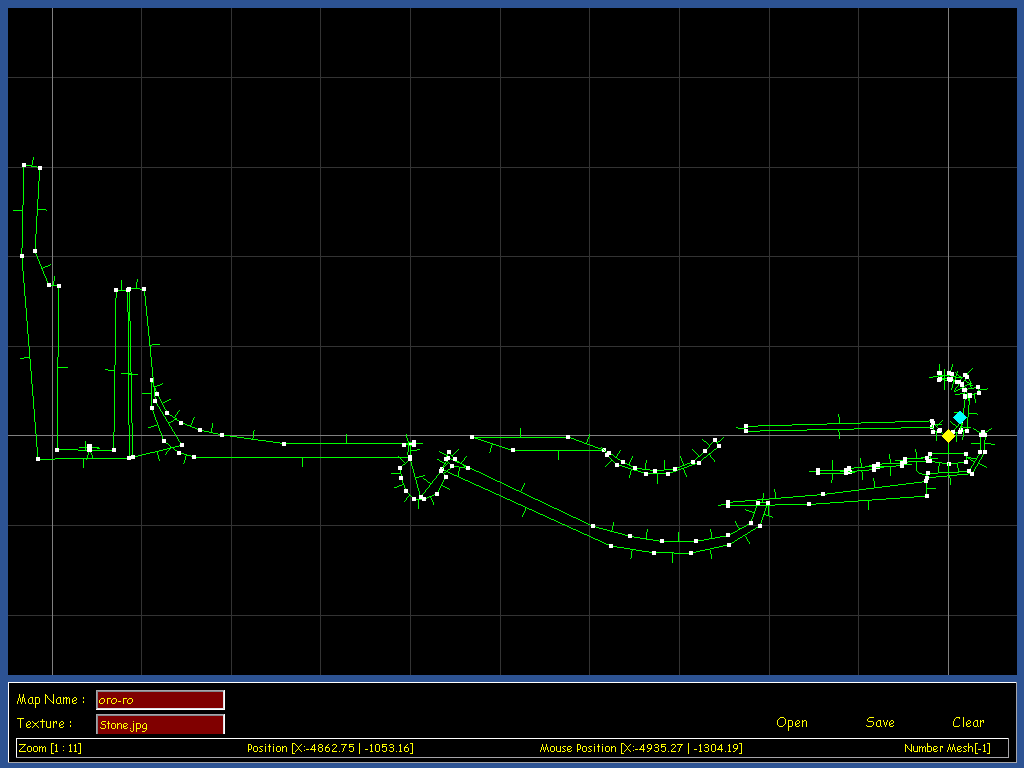 Map Name : oro-ro
Texture : Stone.jpg
Open Save Clear
Zoom [1 : 11] Position [X:-4862.75 | -1053.16] Mouse Position [X:-4935.27 | -1304.19] Number Mesh[-1]